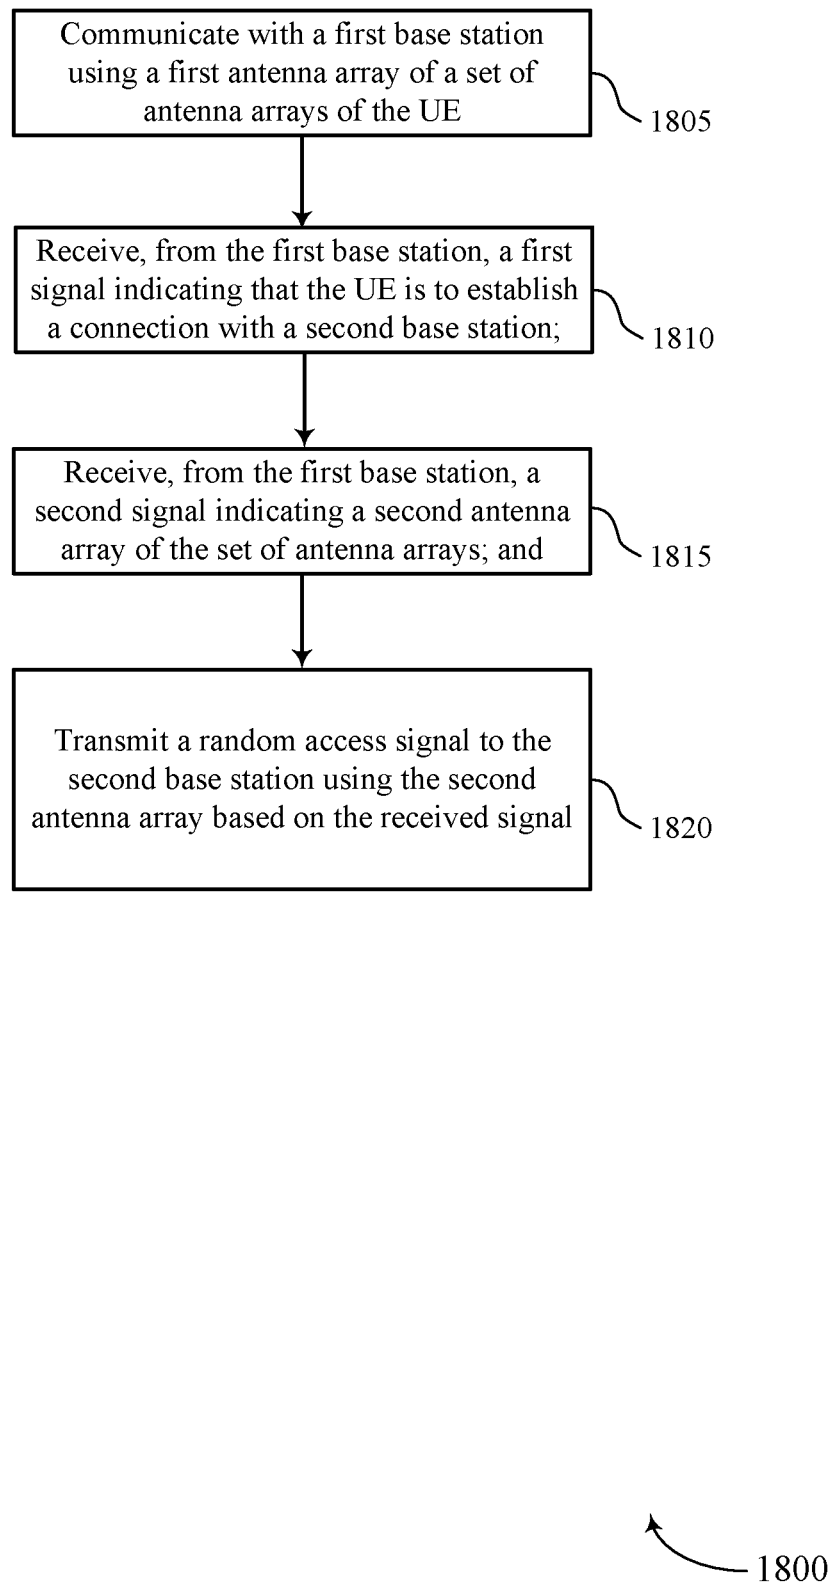 Communicate with a first base station
using a first antenna array of a set of
antenna arrays of the UE
1805
Receive, from the first base station, a first
signal indicating that the UE is to establish
a connection with a second base station;
1810
Receive, from the first base station, a
second signal indicating a second antenna
array of the set of antenna arrays; and
1815
Transmit a random access signal to the
second base station using the second
antenna array based on the received signal
1820
1800